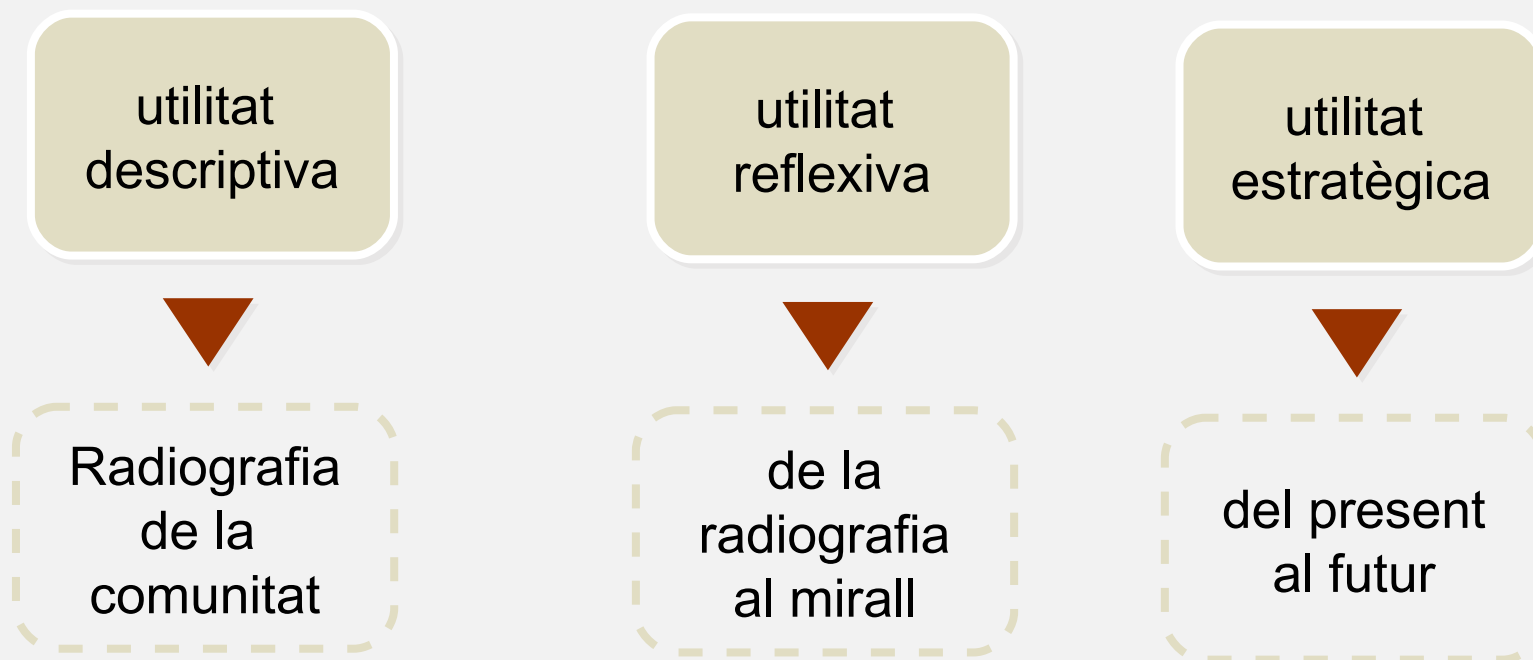 utilitat
descriptiva
utilitat
reflexiva
utilitat
estratègica
Radiografia
de la
comunitat
de la
radiografia
al mirall
del present
al futur